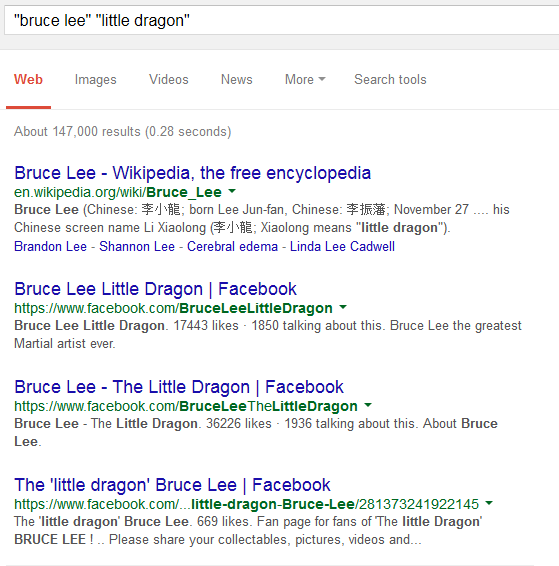 "bruce lee" "little dragon"
Web Images Videos News More Search tools
About 147,000 results (0.28 seconds)
Bruce Lee - Wikipedia, the free encyclopedia
en.wikipedia.org/wiki/Bruce_Lee
Bruce Lee (Chinese: 李小龍; born Lee Jun-fan, Chinese: 李振藩; November 27 .... his
Chinese screen name Li Xiaolong (李小龍; Xiaolong means "little dragon").
Brandon Lee - Shannon Lee - Cerebral edema - Linda Lee Cadwell
Bruce Lee Little Dragon | Facebook
https://www.facebook.com/BruceLeeLittleDragon
Bruce Lee Little Dragon. 17443 likes · 1850 talking about this. Bruce Lee the greatest
Martial artist ever.
Bruce Lee - The Little Dragon | Facebook
https://www.facebook.com/BruceLeeTheLittleDragon
Bruce Lee - The Little Dragon. 36226 likes · 1936 talking about this. About Bruce
Lee.
The 'little dragon' Bruce Lee | Facebook
https://www.facebook.com/...little-dragon-Bruce-Lee/281373241922145
The 'little dragon' Bruce Lee. 669 likes. Fan page for fans of 'The little Dragon'
BRUCE LEE ! .. Please share your collectables, pictures, videos and...